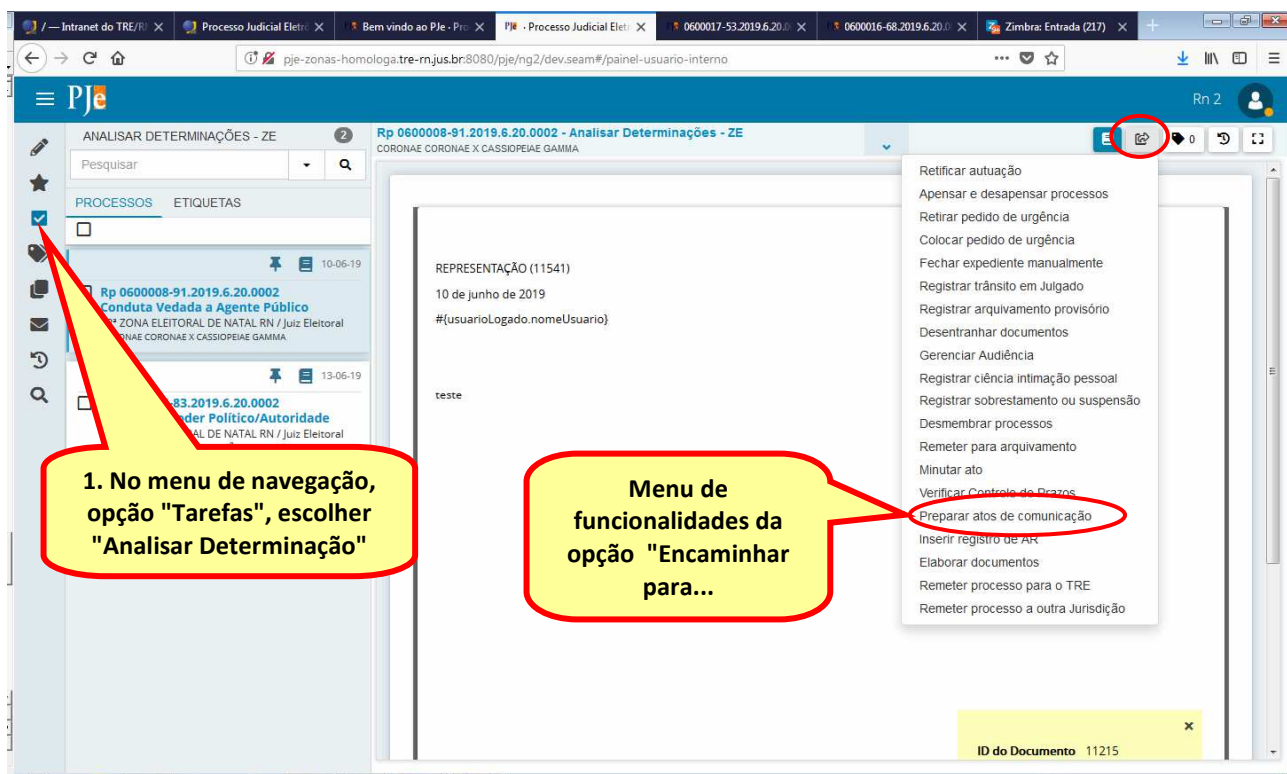 / — Intranet do TRE/R
Processo Judicial Eletrô
Bem vindo ao PJe - Pro
PJe · Processo Judicial Eletr
0600017-53.2019.6.20.0
0600016-68.2019.6.20.0
Zimbra: Entrada (217)
pje-zonas-homologa.tre-rn.jus.br:8080/pje/ng2/dev.seam#/painel-usuario-interno
PJe
Rn 2
ANALISAR DETERMINAÇÕES - ZE 2
Pesquisar
PROCESSOS ETIQUETAS
10-06-19
Rp 0600008-91.2019.6.20.0002
Conduta Vedada a Agente Público
ZONA ELEITORAL DE NATAL RN / Juiz Eleitoral
CORONAE X CASSIOPEIAE GAMMA
13-06-19
-83.2019.6.20.0002
der Político/Autoridade
AL DE NATAL RN / Juiz Eleitoral
1. No menu de navegação,
opção "Tarefas", escolher
"Analisar Determinação"
Rp 0600008-91.2019.6.20.0002 - Analisar Determinações - ZE
CORONAE CORONAE X CASSIOPEIAE GAMMA
0
REPRESENTAÇÃO (11541)
10 de junho de 2019
#{usuarioLogado.nomeUsuario}
teste
Menu de
funcionalidades da
opção "Encaminhar
para...
Retificar autuação
Apensar e desapensar processos
Retirar pedido de urgência
Colocar pedido de urgência
Fechar expediente manualmente
Registrar trânsito em Julgado
Registrar arquivamento provisório
Desentranhar documentos
Gerenciar Audiência
Registrar ciência intimação pessoal
Registrar sobrestamento ou suspensão
Desmembrar processos
Remeter para arquivamento
Minutar ato
Verificar Controle de Prazos
Preparar atos de comunicação
Inserir registro de AR
Elaborar documentos
Remeter processo para o TRE
Remeter processo a outra Jurisdição
ID do Documento 11215